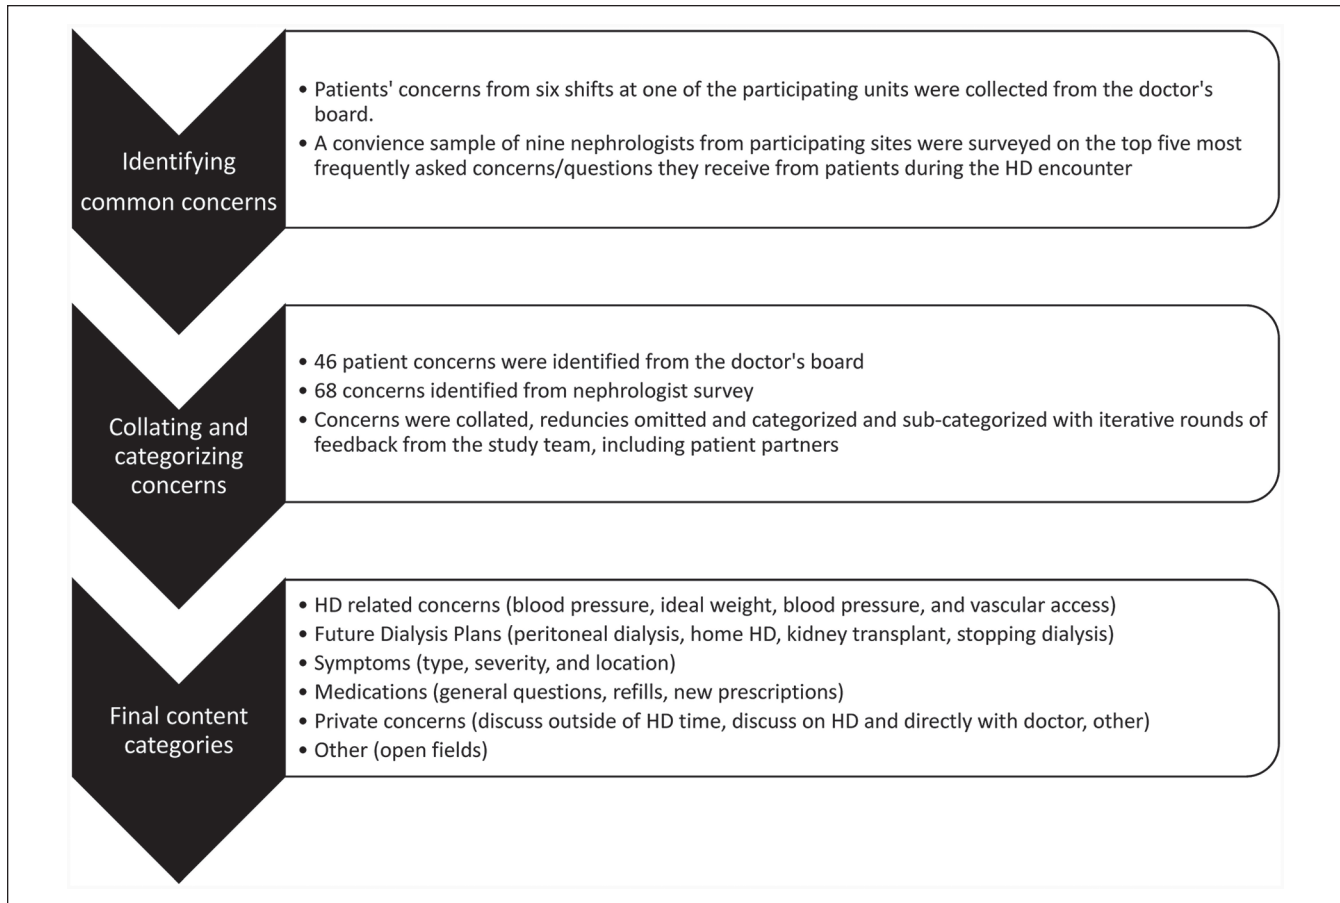 Identifying
common concerns
• Patients' concerns from six shifts at one of the participating units were collected from the doctor's
board.
• A convience sample of nine nephrologists from participating sites were surveyed on the top five most
frequently asked concerns/questions they receive from patients during the HD encounter
Collating and
categorizing
concerns
• 46 patient concerns were identified from the doctor's board
• 68 concerns identified from nephrologist survey
• Concerns were collated, reduncies omitted and categorized and sub-categorized with iterative rounds of
feedback from the study team, including patient partners
Final content
categories
• HD related concerns (blood pressure, ideal weight, blood pressure, and vascular access)
• Future Dialysis Plans (peritoneal dialysis, home HD, kidney transplant, stopping dialysis)
• Symptoms (type, severity, and location)
• Medications (general questions, refills, new prescriptions)
• Private concerns (discuss outside of HD time, discuss on HD and directly with doctor, other)
• Other (open fields)